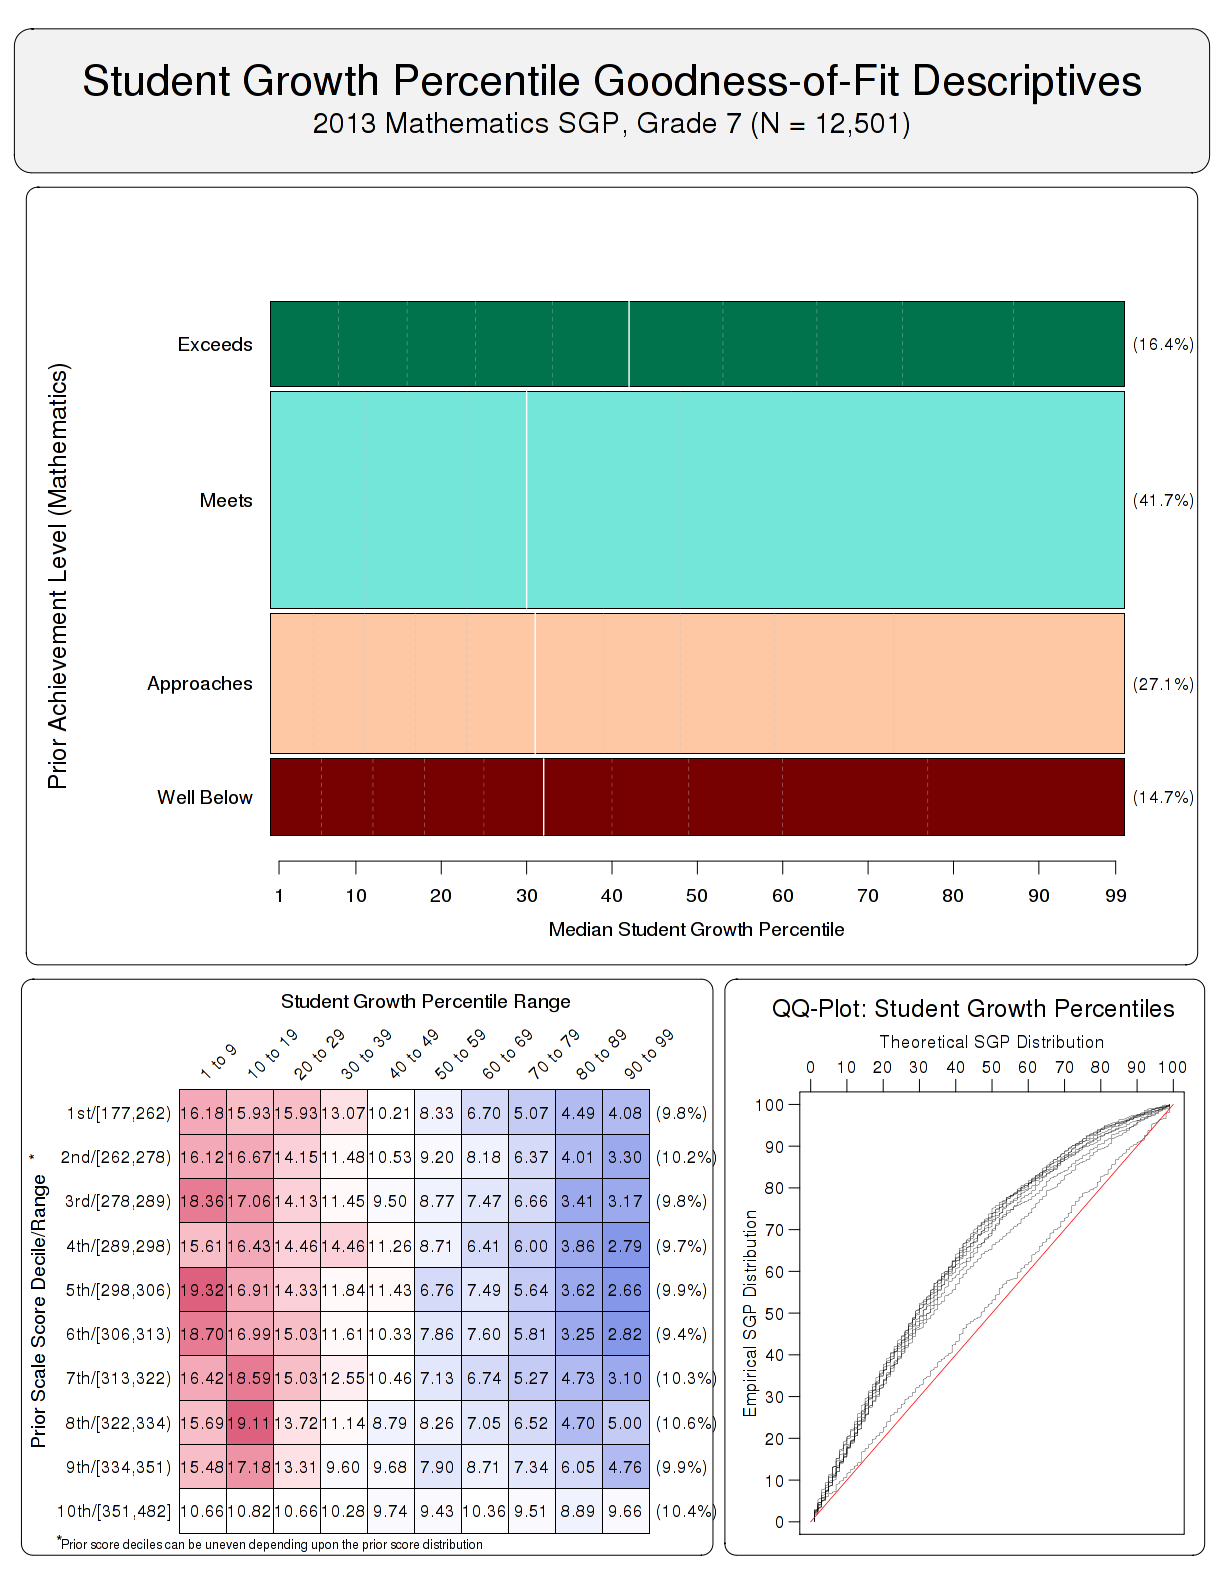 Student Growth Percentile Goodness-of-Fit Descriptives
2013 Mathematics SGP, Grade 7 (N = 12,501)
Prior Achievement Level (Mathematics)
Exceeds (16.4%)
Meets (41.7%)
Approaches (27.1%)
Well Below (14.7%)
1 10 20 30 40 50 60 70 80 90 99
Median Student Growth Percentile
Student Growth Percentile Range
1 to 9 10 to 19 20 to 29 30 to 39 40 to 49 50 to 59 60 to 69 70 to 79 80 to 89 90 to 99
Prior Scale Score Decile/Range *
1st/[177,262) 16.18 15.93 15.93 13.07 10.21 8.33 6.70 5.07 4.49 4.08 (9.8%)
2nd/[262,278) 16.12 16.67 14.15 11.48 10.53 9.20 8.18 6.37 4.01 3.30 (10.2%)
3rd/[278,289) 18.36 17.06 14.13 11.45 9.50 8.77 7.47 6.66 3.41 3.17 (9.8%)
4th/[289,298) 15.61 16.43 14.46 14.46 11.26 8.71 6.41 6.00 3.86 2.79 (9.7%)
5th/[298,306) 19.32 16.91 14.33 11.84 11.43 6.76 7.49 5.64 3.62 2.66 (9.9%)
6th/[306,313) 18.70 16.99 15.03 11.61 10.33 7.86 7.60 5.81 3.25 2.82 (9.4%)
7th/[313,322) 16.42 18.59 15.03 12.55 10.46 7.13 6.74 5.27 4.73 3.10 (10.3%)
8th/[322,334) 15.69 19.11 13.72 11.14 8.79 8.26 7.05 6.52 4.70 5.00 (10.6%)
9th/[334,351) 15.48 17.18 13.31 9.60 9.68 7.90 8.71 7.34 6.05 4.76 (9.9%)
10th/[351,482] 10.66 10.82 10.66 10.28 9.74 9.43 10.36 9.51 8.89 9.66 (10.4%)
*Prior score deciles can be uneven depending upon the prior score distribution
QQ-Plot: Student Growth Percentiles
Theoretical SGP Distribution
0 10 20 30 40 50 60 70 80 90 100
Empirical SGP Distribution
100
90
80
70
60
50
40
30
20
10
0